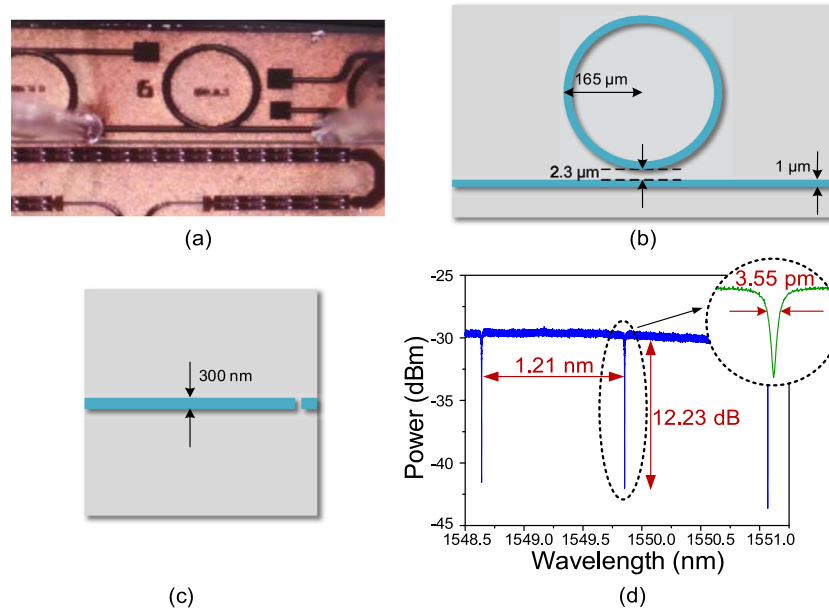 6
(a)
165 μm
2.3 μm
1 μm
(b)
300 nm
(c)
-25
-30
-35
-40
-45
Power (dBm)
3.55 pm
1.21 nm
12.23 dB
1548.5 1549.0 1549.5 1550.0 1550.5 1551.0
Wavelength (nm)
(d)